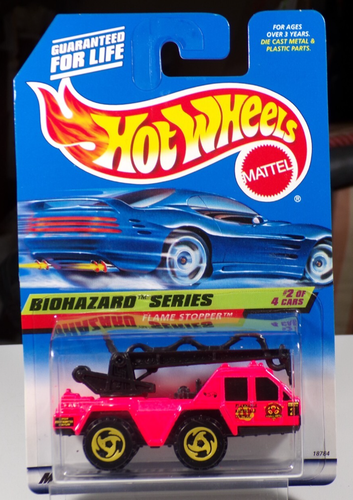 GUARANTEED
FOR LIFE
FOR AGES
OVER 3 YEARS.
DIE CAST METAL &
PLASTIC PARTS.
HOT WHEELS
MATTEL
®
BIOHAZARD™ SERIES
#2 OF
4 CARS
FLAME STOPPER™
18784